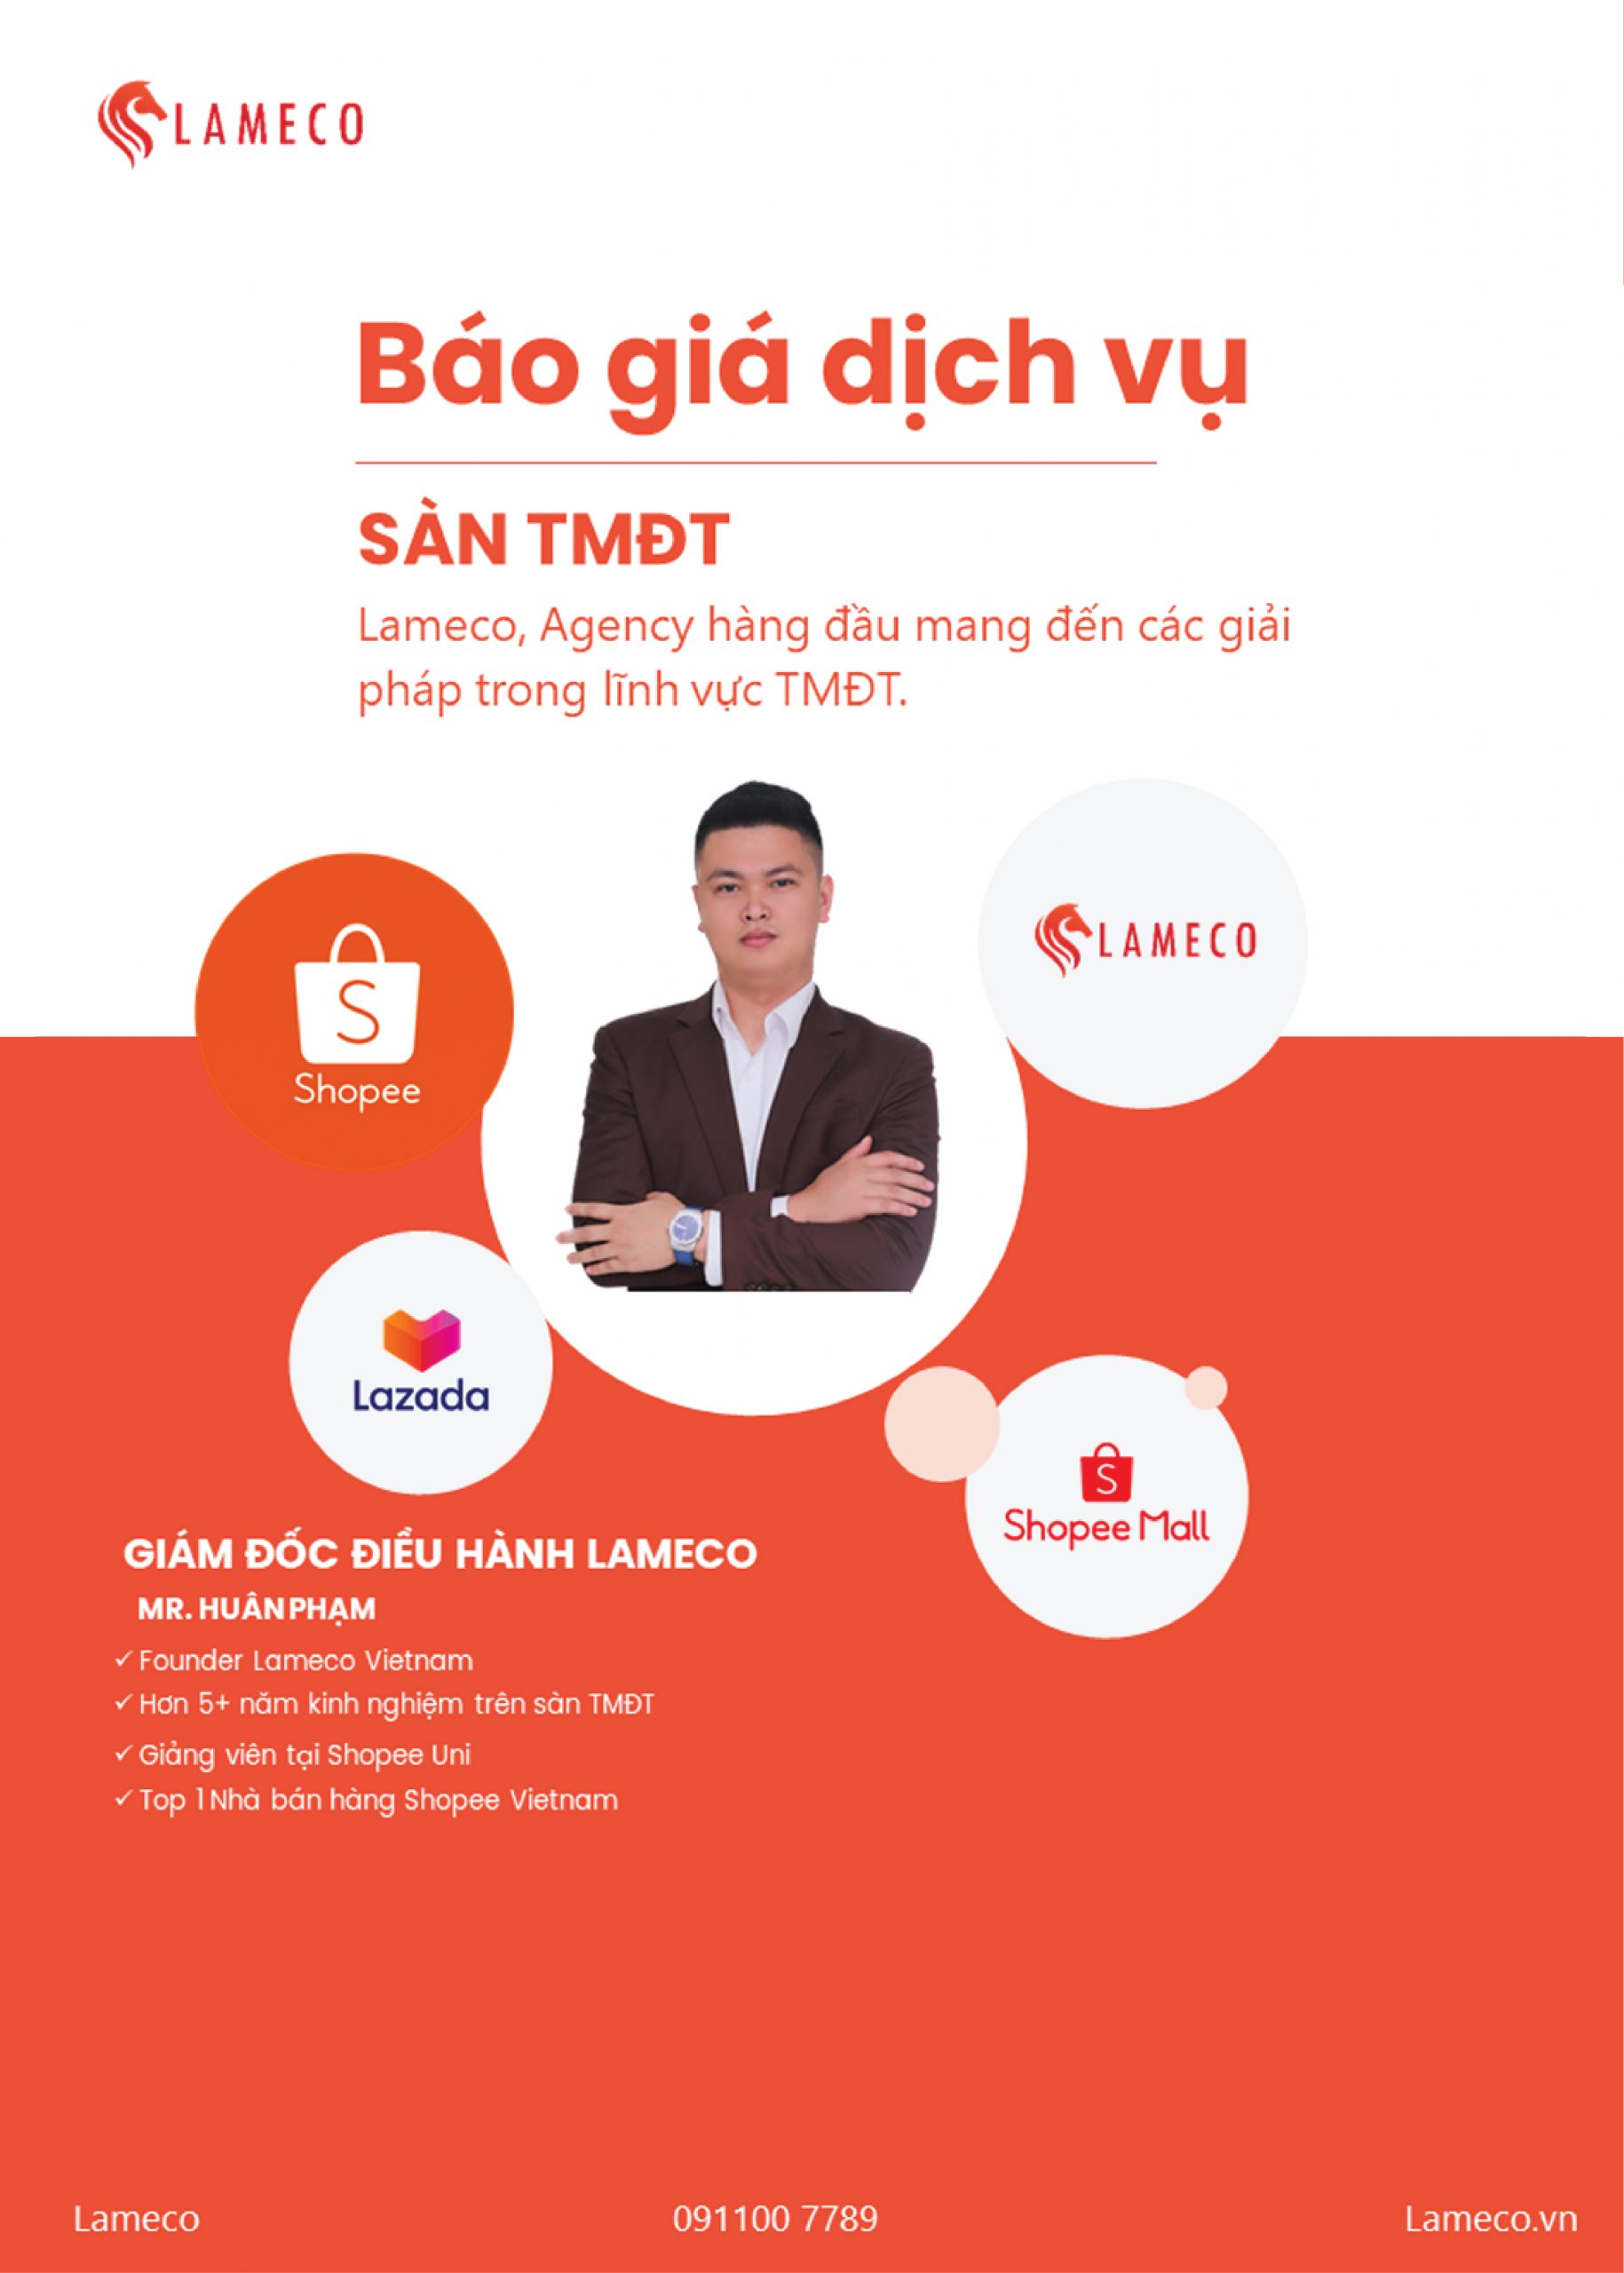 LAMECO
Báo giá dịch vụ
SÀN TMĐT
Lameco, Agency hàng đầu mang đến các giải
pháp trong lĩnh vực TMĐT.
S
Shopee
LAMECO
Lazada
S
Shopee Mall
GIÁM ĐỐC ĐIỀU HÀNH LAMECO
MR. HUÂN PHẠM
✓ Founder Lameco Vietnam
✓ Hơn 5+ năm kinh nghiệm trên sàn TMĐT
✓ Giảng viên tại Shopee Uni
✓ Top 1 Nhà bán hàng Shopee Vietnam
Lameco
091100 7789
Lameco.vn